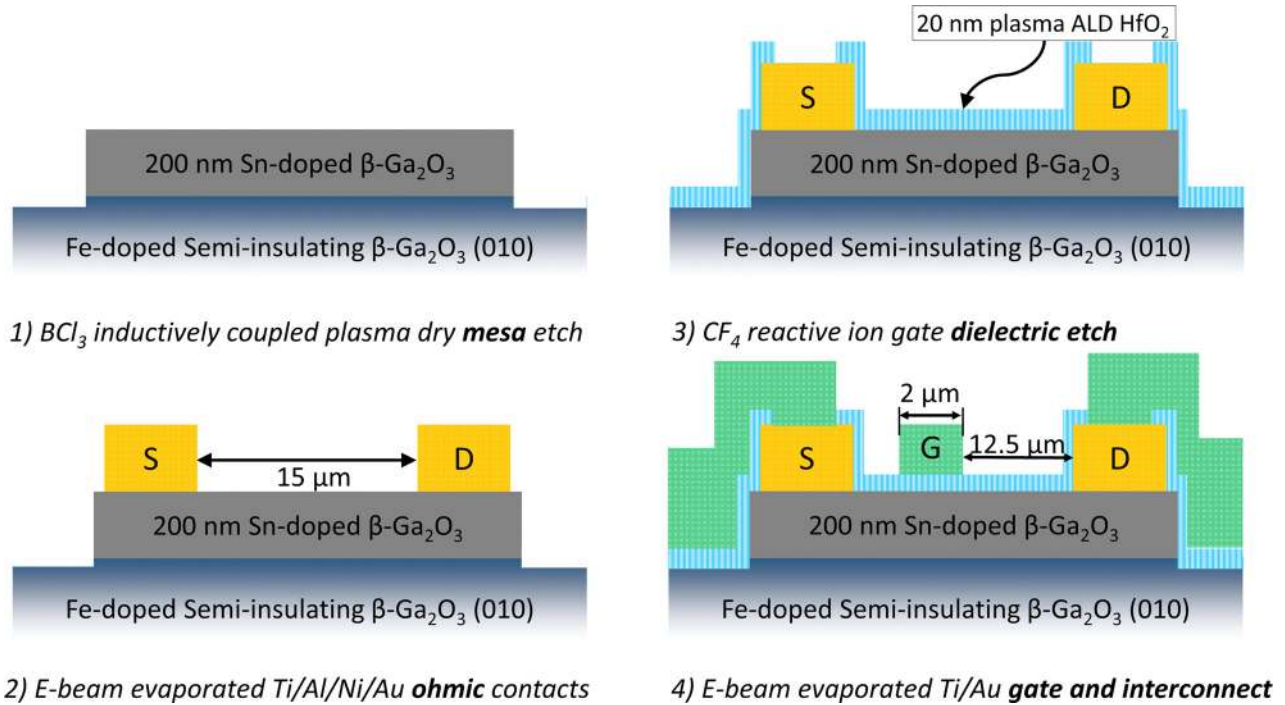 200 nm Sn-doped β-Ga₂O₃
Fe-doped Semi-insulating β-Ga₂O₃ (010)
1) BCl₃ inductively coupled plasma dry mesa etch
S
D
15 μm
200 nm Sn-doped β-Ga₂O₃
Fe-doped Semi-insulating β-Ga₂O₃ (010)
2) E-beam evaporated Ti/Al/Ni/Au ohmic contacts
20 nm plasma ALD HfO₂
S
D
200 nm Sn-doped β-Ga₂O₃
Fe-doped Semi-insulating β-Ga₂O₃ (010)
3) CF₄ reactive ion gate dielectric etch
2 μm
S
G
12.5 μm
D
200 nm Sn-doped β-Ga₂O₃
Fe-doped Semi-insulating β-Ga₂O₃ (010)
4) E-beam evaporated Ti/Au gate and interconnect